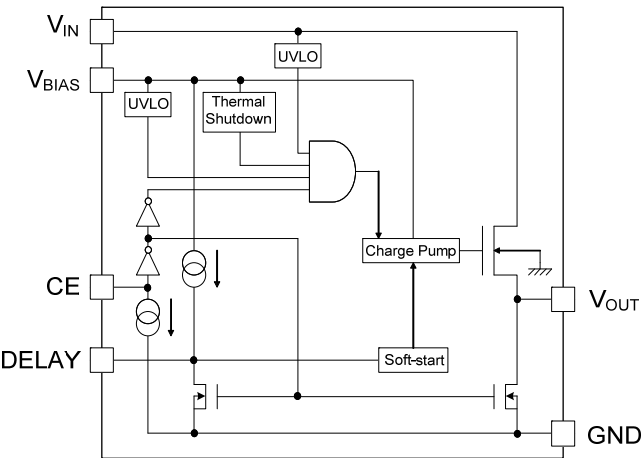 VIN
UVLO
VBIAS
UVLO
Thermal
Shutdown
Charge Pump
CE
VOUT
DELAY
Soft-start
GND